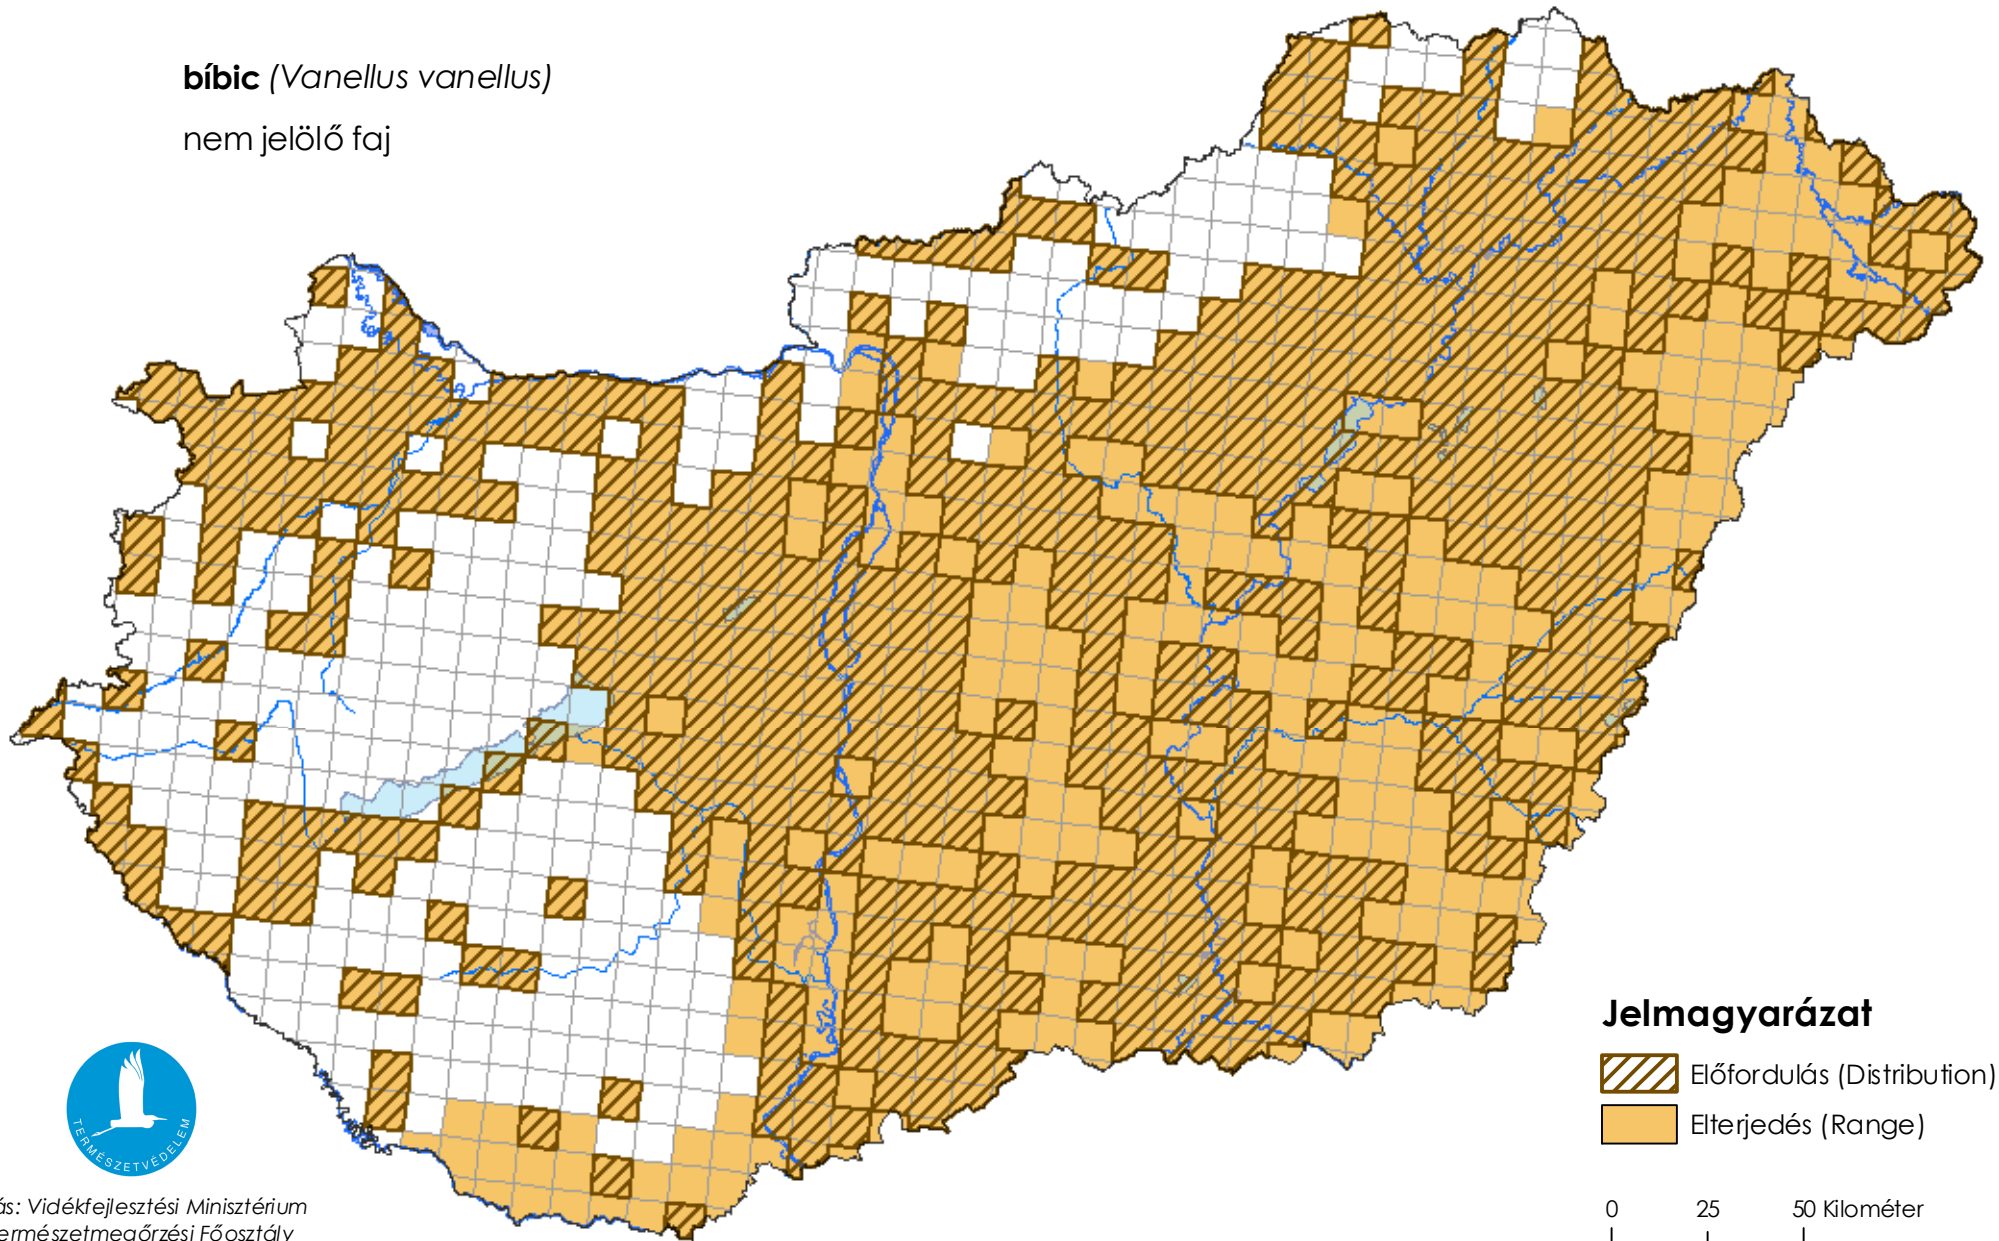 bíbic (Vanellus vanellus)
nem jelölő faj
Jelmagyarázat
Előfordulás (Distribution)
Elterjedés (Range)
0 25 50 Kilométer
TERMÉSZETVÉDELEM
ás: Vidékfejlesztési Minisztérium
ermészetmegőrzési Főosztály